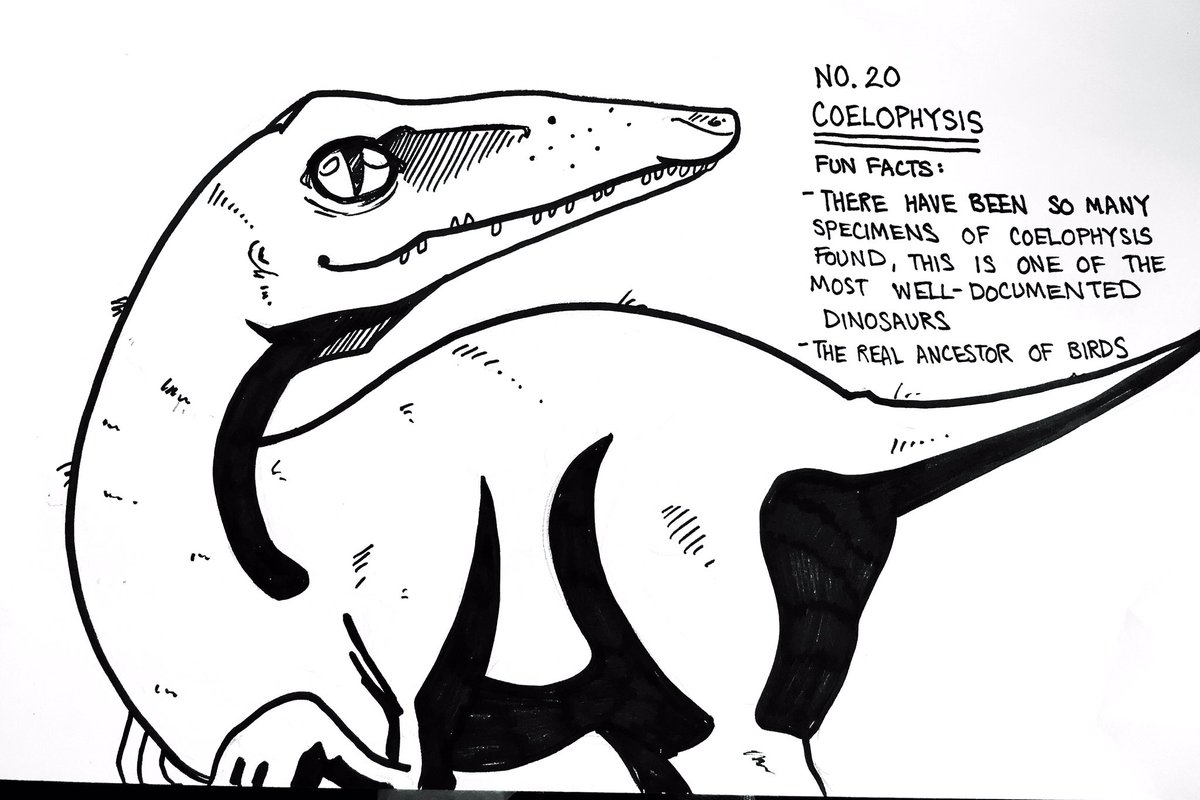 NO. 20
COELOPHYSIS
FUN FACTS:
- THERE HAVE BEEN SO MANY
SPECIMENS OF COELOPHYSIS
FOUND, THIS IS ONE OF THE
MOST WELL-DOCUMENTED
DINOSAURS
- THE REAL ANCESTOR OF BIRDS